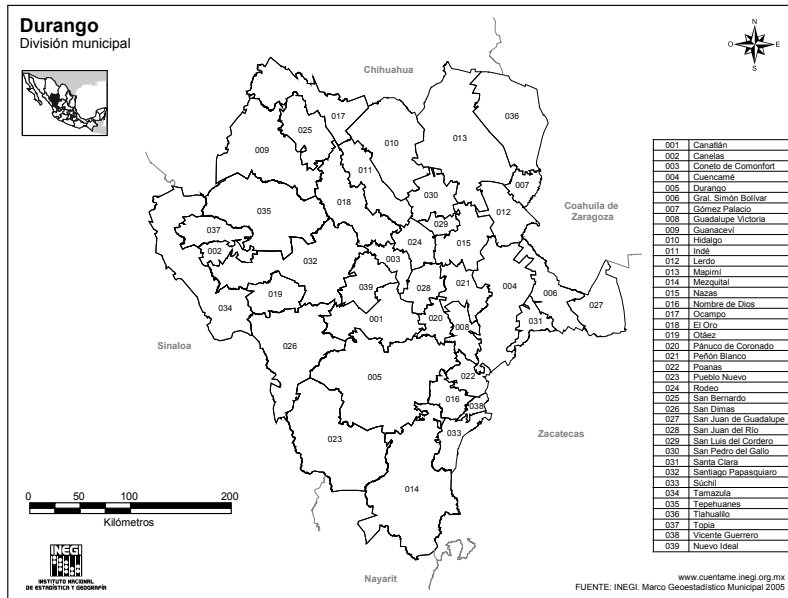 Durango
División municipal
N
O
E
S
Chihuahua
017
036
025
010
013
009
011
007
030
018
035
012
Coahuila de
Zaragoza
029
037
024
015
002
032
003
039
028
021
004
006
019
027
034
001
020
008
031
Sinaloa
026
005
022
016
038
033
Zacatecas
023
014
0 50 100 200
Kilómetros
Nayarit
001 Canatlán
002 Canelas
003 Coneto de Comonfort
004 Cuencamé
005 Durango
006 Gral. Simón Bolívar
007 Gómez Palacio
008 Guadalupe Victoria
009 Guanaceví
010 Hidalgo
011 Indé
012 Lerdo
013 Mapimí
014 Mezquital
015 Nazas
016 Nombre de Dios
017 Ocampo
018 El Oro
019 Otáez
020 Pánuco de Coronado
021 Peñón Blanco
022 Poanas
023 Pueblo Nuevo
024 Rodeo
025 San Bernardo
026 San Dimas
027 San Juan de Guadalupe
028 San Juan del Río
029 San Luis del Cordero
030 San Pedro del Gallo
031 Santa Clara
032 Santiago Papasquiaro
033 Súchil
034 Tamazula
035 Tepehuanes
036 Tlahualilo
037 Topia
038 Vicente Guerrero
039 Nuevo Ideal
INEGI
INSTITUTO NACIONAL
DE ESTADÍSTICA Y GEOGRAFÍA
www.cuentame.inegi.org.mx
FUENTE: INEGI. Marco Geoestadístico Municipal 2005